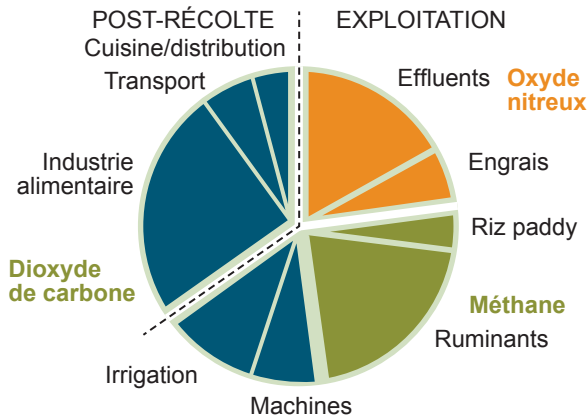 POST-RÉCOLTE
EXPLOITATION
Cuisine/distribution
Transport
Industrie
alimentaire
Dioxyde
de carbone
Irrigation
Machines
Effluents
Oxyde
nitreux
Engrais
Riz paddy
Méthane
Ruminants